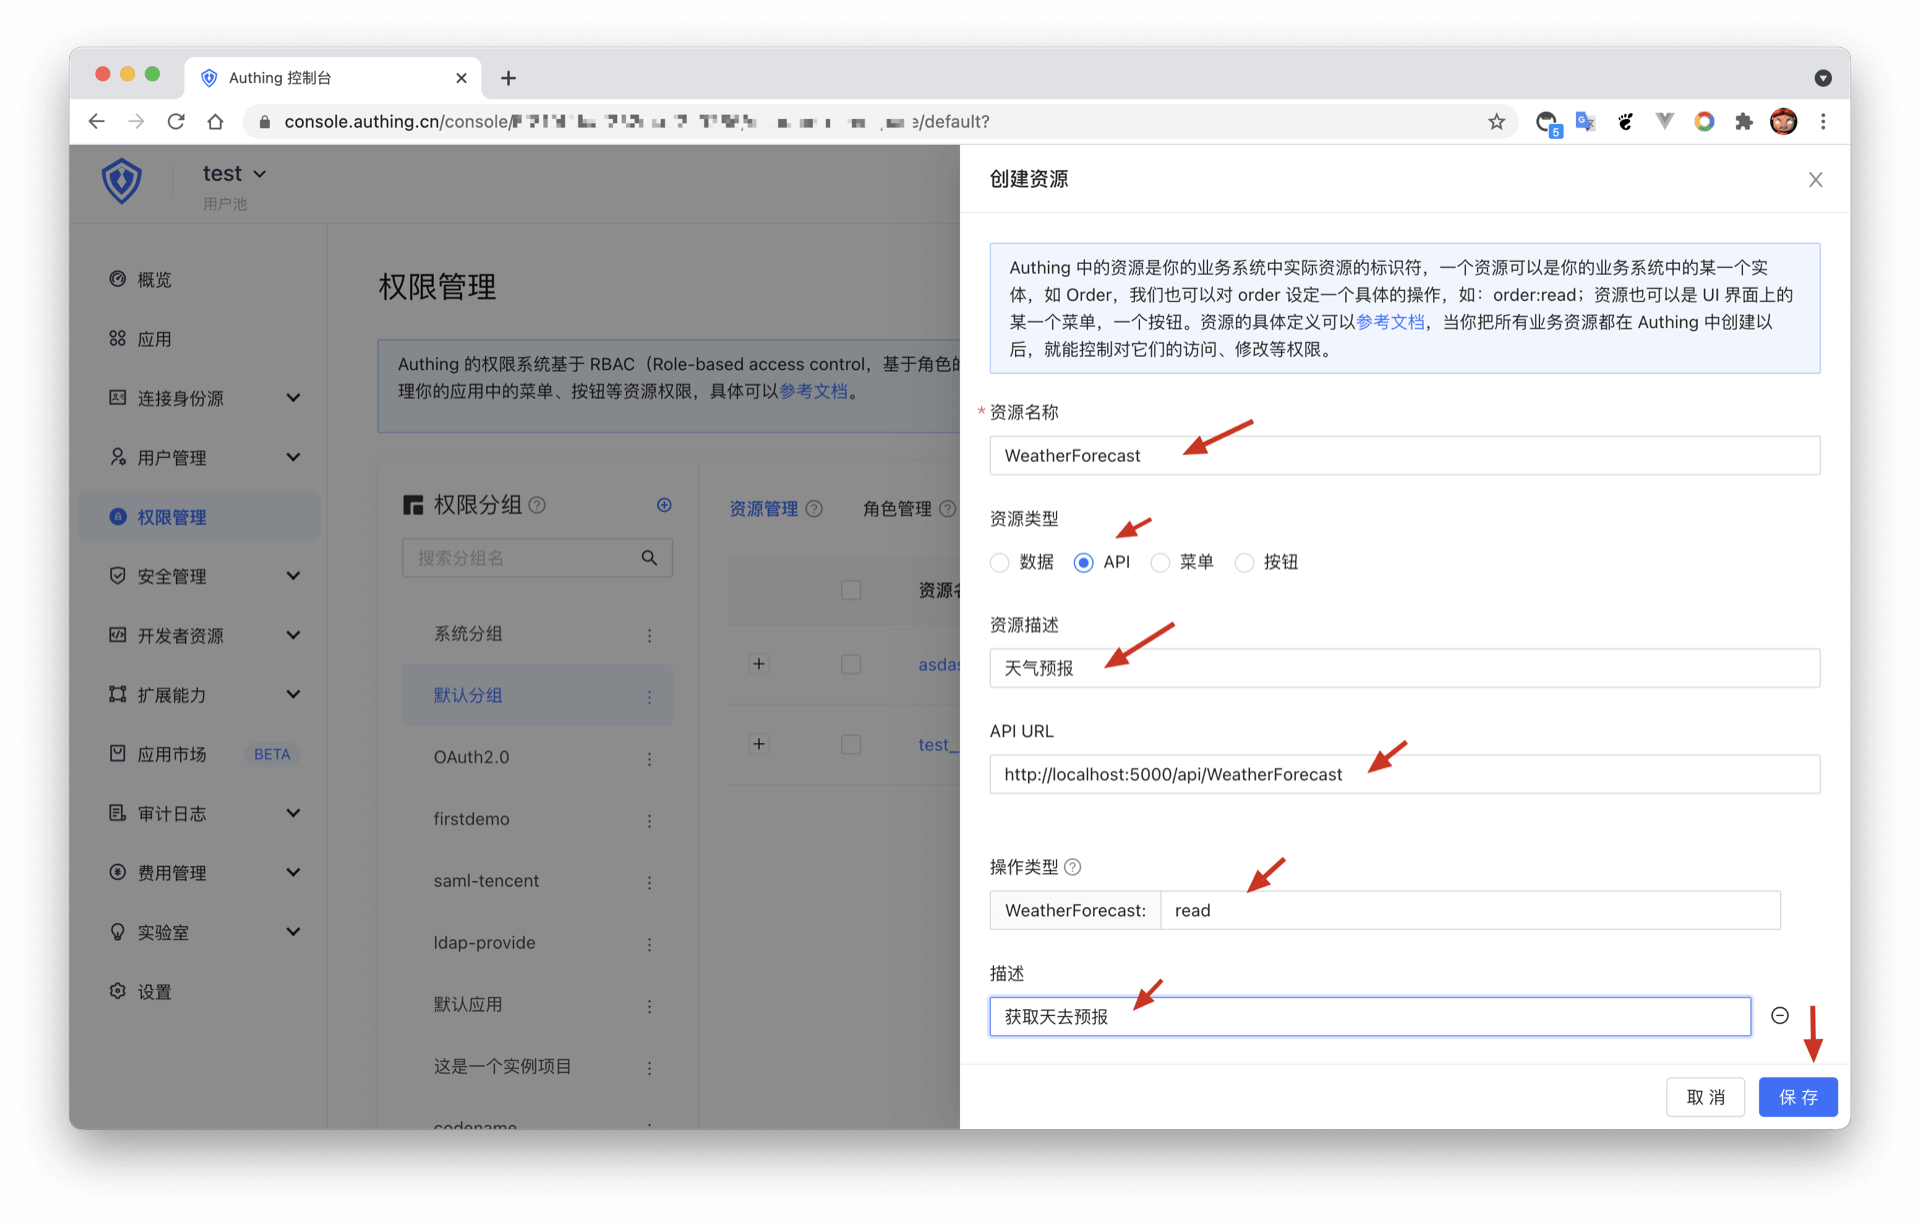 Authing 控制台
console.authing.cn/console/
e/default?
5
test
用户池
概览
应用
连接身份源
用户管理
权限管理
安全管理
开发者资源
扩展能力
应用市场 BETA
审计日志
费用管理
实验室
设置
权限管理
Authing 的权限系统基于 RBAC（Role-based access control，基于角色的
理你的应用中的菜单、按钮等资源权限，具体可以参考文档。
权限分组
搜索分组名
系统分组
默认分组
OAuth2.0
firstdemo
saml-tencent
ldap-provide
默认应用
这是一个实例项目
codename
资源管理 角色管理
资源名
asdas
test_
创建资源
Authing 中的资源是你的业务系统中实际资源的标识符，一个资源可以是你的业务系统中的某一个实
体，如 Order，我们也可以对 order 设定一个具体的操作，如：order:read；资源也可以是 UI 界面上的
某一个菜单，一个按钮。资源的具体定义可以参考文档，当你把所有业务资源都在 Authing 中创建以
后，就能控制对它们的访问、修改等权限。
* 资源名称
WeatherForecast
资源类型
数据 API 菜单 按钮
资源描述
天气预报
API URL
http://localhost:5000/api/WeatherForecast
操作类型
WeatherForecast: read
描述
获取天去预报
取 消 保 存